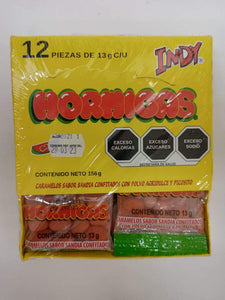 12 PIEZAS DE 13g C/U
INDY
HORMIGAS
EXCESO CALORÍAS
EXCESO AZÚCARES
EXCESO SODIO
SECRETARÍA DE SALUD
CONTENIDO NETO 156g
CARAMELOS SABOR SANDIA CONFITADOS CON POLVO AGRIDULCE Y PICOSITO
HORMIGAS
HORMIGAS
CONTENIDO NETO 13 g
CONTENIDO NETO 13 g
CARAMELOS SABOR SANDIA CONFITADOS
CARAMELOS SABOR SANDIA CONFITADOS